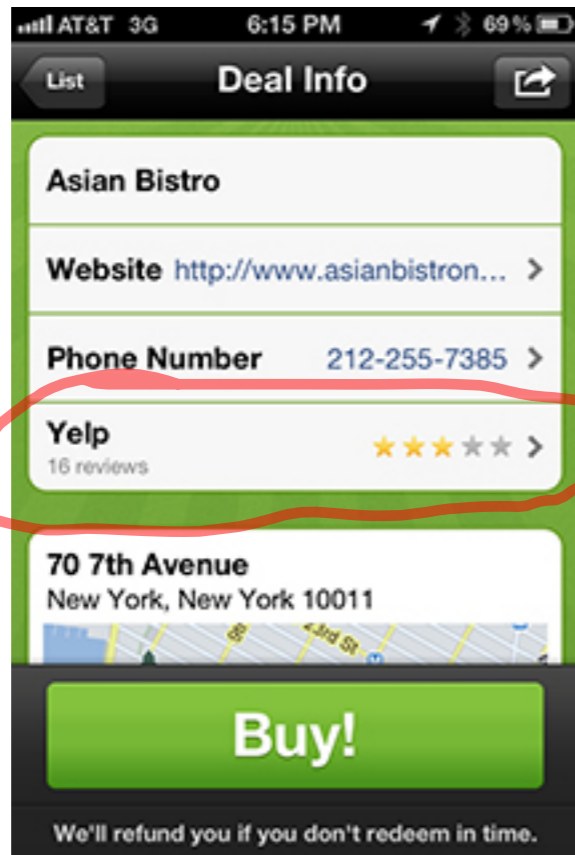 AT&T 3G 6:15 PM 69%
List Deal Info
Asian Bistro
Website http://www.asianbistron...
Phone Number 212-255-7385
Yelp
16 reviews
70 7th Avenue
New York, New York 10011
23rd St
Buy!
We'll refund you if you don't redeem in time.